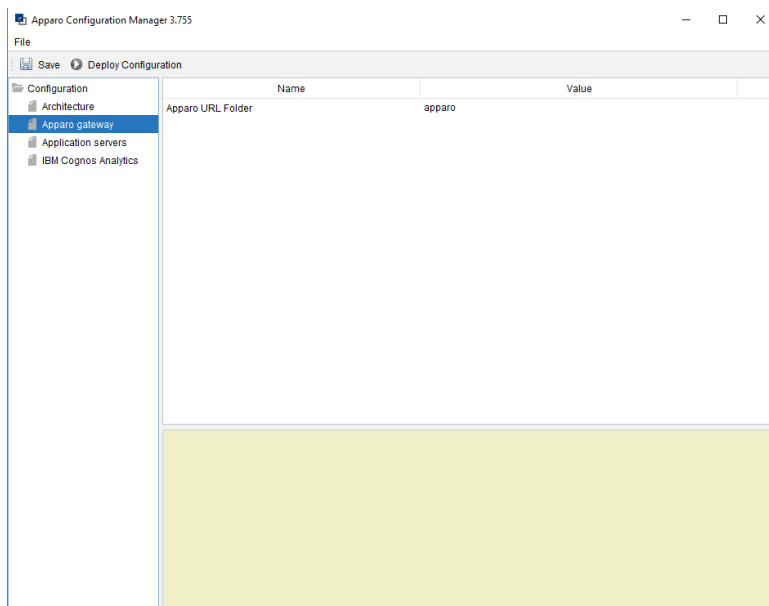 Apparo Configuration Manager 3.755
File
Save Deploy Configuration
Configuration
Architecture
Apparo gateway
Application servers
IBM Cognos Analytics
Name Value
Apparo URL Folder apparo